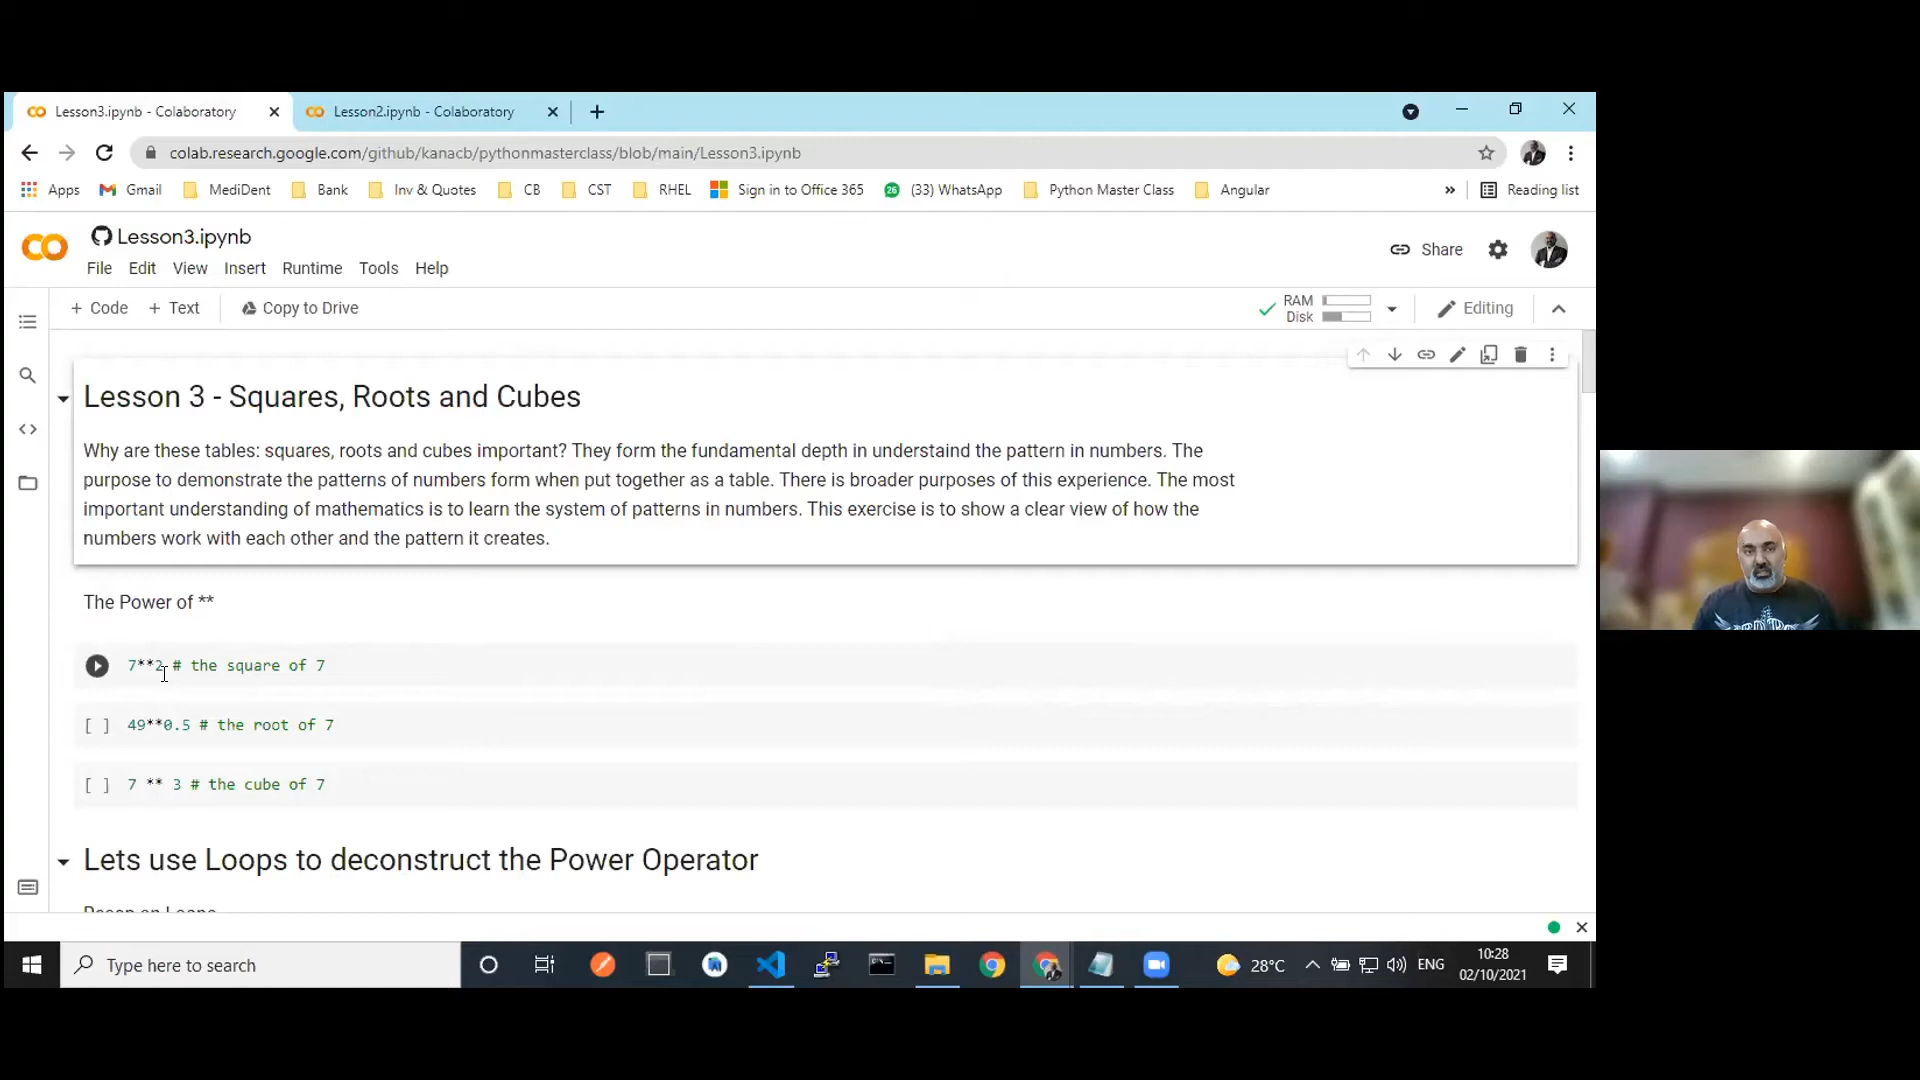 Lesson3.ipynb - Colaboratory
Lesson2.ipynb - Colaboratory
colab.research.google.com/github/kanacb/pythonmasterclass/blob/main/Lesson3.ipynb
Apps Gmail MediDent Bank Inv & Quotes CB CST RHEL Sign in to Office 365 26 (33) WhatsApp Python Master Class Angular » Reading list
Lesson3.ipynb
Share
File Edit View Insert Runtime Tools Help
+ Code + Text Copy to Drive
RAM
Disk
Editing
Lesson 3 - Squares, Roots and Cubes
Why are these tables: squares, roots and cubes important? They form the fundamental depth in understaind the pattern in numbers. The
purpose to demonstrate the patterns of numbers form when put together as a table. There is broader purposes of this experience. The most
important understanding of mathematics is to learn the system of patterns in numbers. This exercise is to show a clear view of how the
numbers work with each other and the pattern it creates.
The Power of **
7**2 # the square of 7
[ ] 49**0.5 # the root of 7
[ ] 7 ** 3 # the cube of 7
Lets use Loops to deconstruct the Power Operator
Recap on Loops
Type here to search
28°C
ENG
10:28
02/10/2021